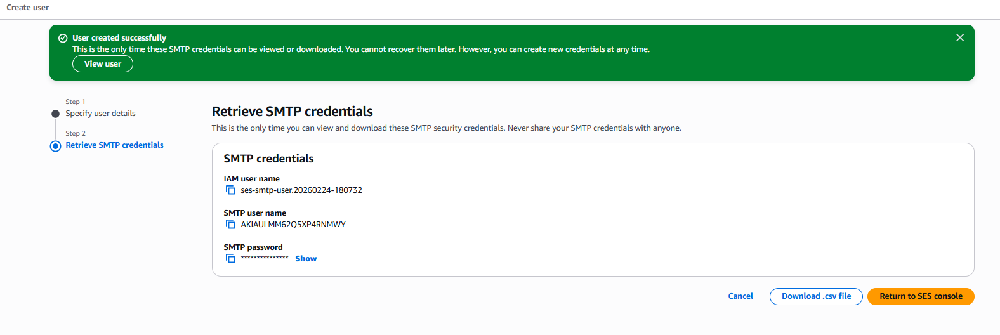 Create user
User created successfully
This is the only time these SMTP credentials can be viewed or downloaded. You cannot recover them later. However, you can create new credentials at any time.
View user
Step 1
Specify user details
Step 2
Retrieve SMTP credentials
Retrieve SMTP credentials
This is the only time you can view and download these SMTP security credentials. Never share your SMTP credentials with anyone.
SMTP credentials
IAM user name
ses-smtp-user.20260224-180732
SMTP user name
AKIAULMM62Q5XP4RNMWY
SMTP password
*************** Show
Cancel
Download .csv file
Return to SES console